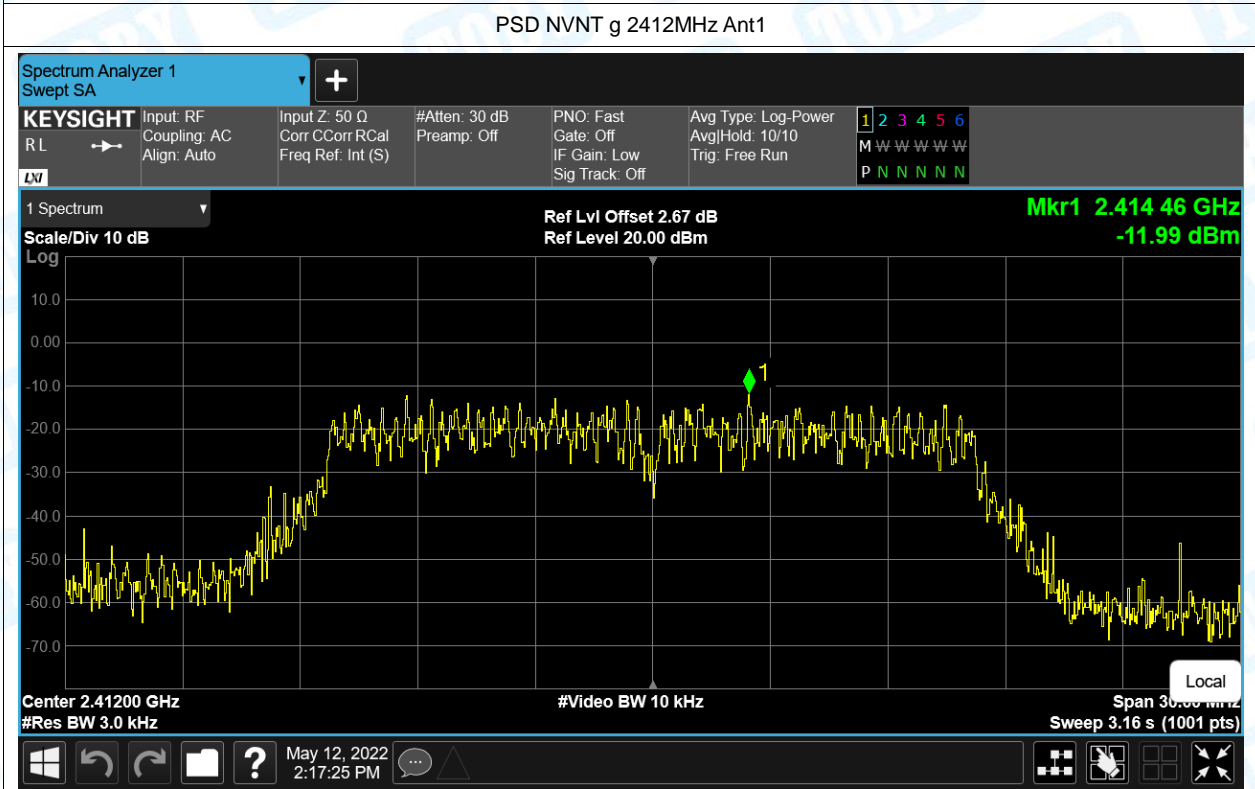 PSD NVNT g 2412MHz Ant1
Spectrum Analyzer 1
Swept SA
KEYSIGHT
R L
LXI
Input: RF
Coupling: AC
Align: Auto
Input Z: 50 Ω
Corr CCorr RCal
Freq Ref: Int (S)
#Atten: 30 dB
Preamp: Off
PNO: Fast
Gate: Off
IF Gain: Low
Sig Track: Off
Avg Type: Log-Power
Avg|Hold: 10/10
Trig: Free Run
1 2 3 4 5 6
M W W W W W
P N N N N N
1 Spectrum
Scale/Div 10 dB
Ref Lvl Offset 2.67 dB
Ref Level 20.00 dBm
Mkr1 2.414 46 GHz
-11.99 dBm
Log
10.0
0.00
-10.0
-20.0
-30.0
-40.0
-50.0
-60.0
-70.0
1
Local
Center 2.41200 GHz
#Video BW 10 kHz
Span 30.00 MHz
#Res BW 3.0 kHz
Sweep 3.16 s (1001 pts)
?
May 12, 2022
2:17:25 PM